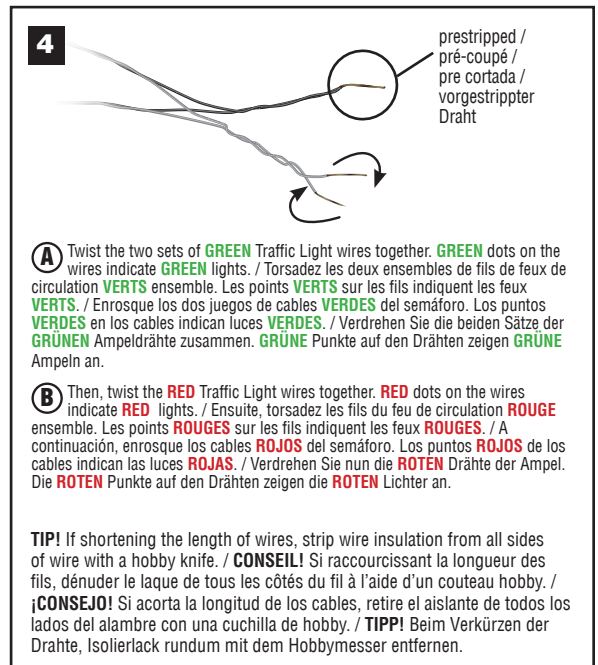 4
prestripped /
pré-coupé /
pre cortada /
vorgestrippter
Draht
A Twist the two sets of GREEN Traffic Light wires together. GREEN dots on the
wires indicate GREEN lights. / Torsadez les deux ensembles de fils de feux de
circulation VERTS ensemble. Les points VERTS sur les fils indiquent les feux
VERTS. / Enrosque los dos juegos de cables VERDES del semáforo. Los puntos
VERDES en los cables indican luces VERDES. / Verdrehen Sie die beiden Sätze der
GRÜNEN Ampeldrähte zusammen. GRÜNE Punkte auf den Drähten zeigen GRÜNE
Ampeln an.
B Then, twist the RED Traffic Light wires together. RED dots on the wires
indicate RED lights. / Ensuite, torsadez les fils du feu de circulation ROUGE
ensemble. Les points ROUGES sur les fils indiquent les feux ROUGES. / A
continuación, enrosque los cables ROJOS del semáforo. Los puntos ROJOS de los
cables indican las luces ROJAS. / Verdrehen Sie nun die ROTEN Drähte der Ampel.
Die ROTEN Punkte auf den Drähten zeigen die ROTEN Lichter an.
TIP! If shortening the length of wires, strip wire insulation from all sides
of wire with a hobby knife. / CONSEIL! Si raccourcissant la longueur des
fils, dénuder le laque de tous les côtés du fil à l'aide d'un couteau hobby. /
¡CONSEJO! Si acorta la longitud de los cables, retire el aislante de todos los
lados del alambre con una cuchilla de hobby. / TIPP! Beim Verkürzen der
Drahte, Isolierlack rundum mit dem Hobbymesser entfernen.